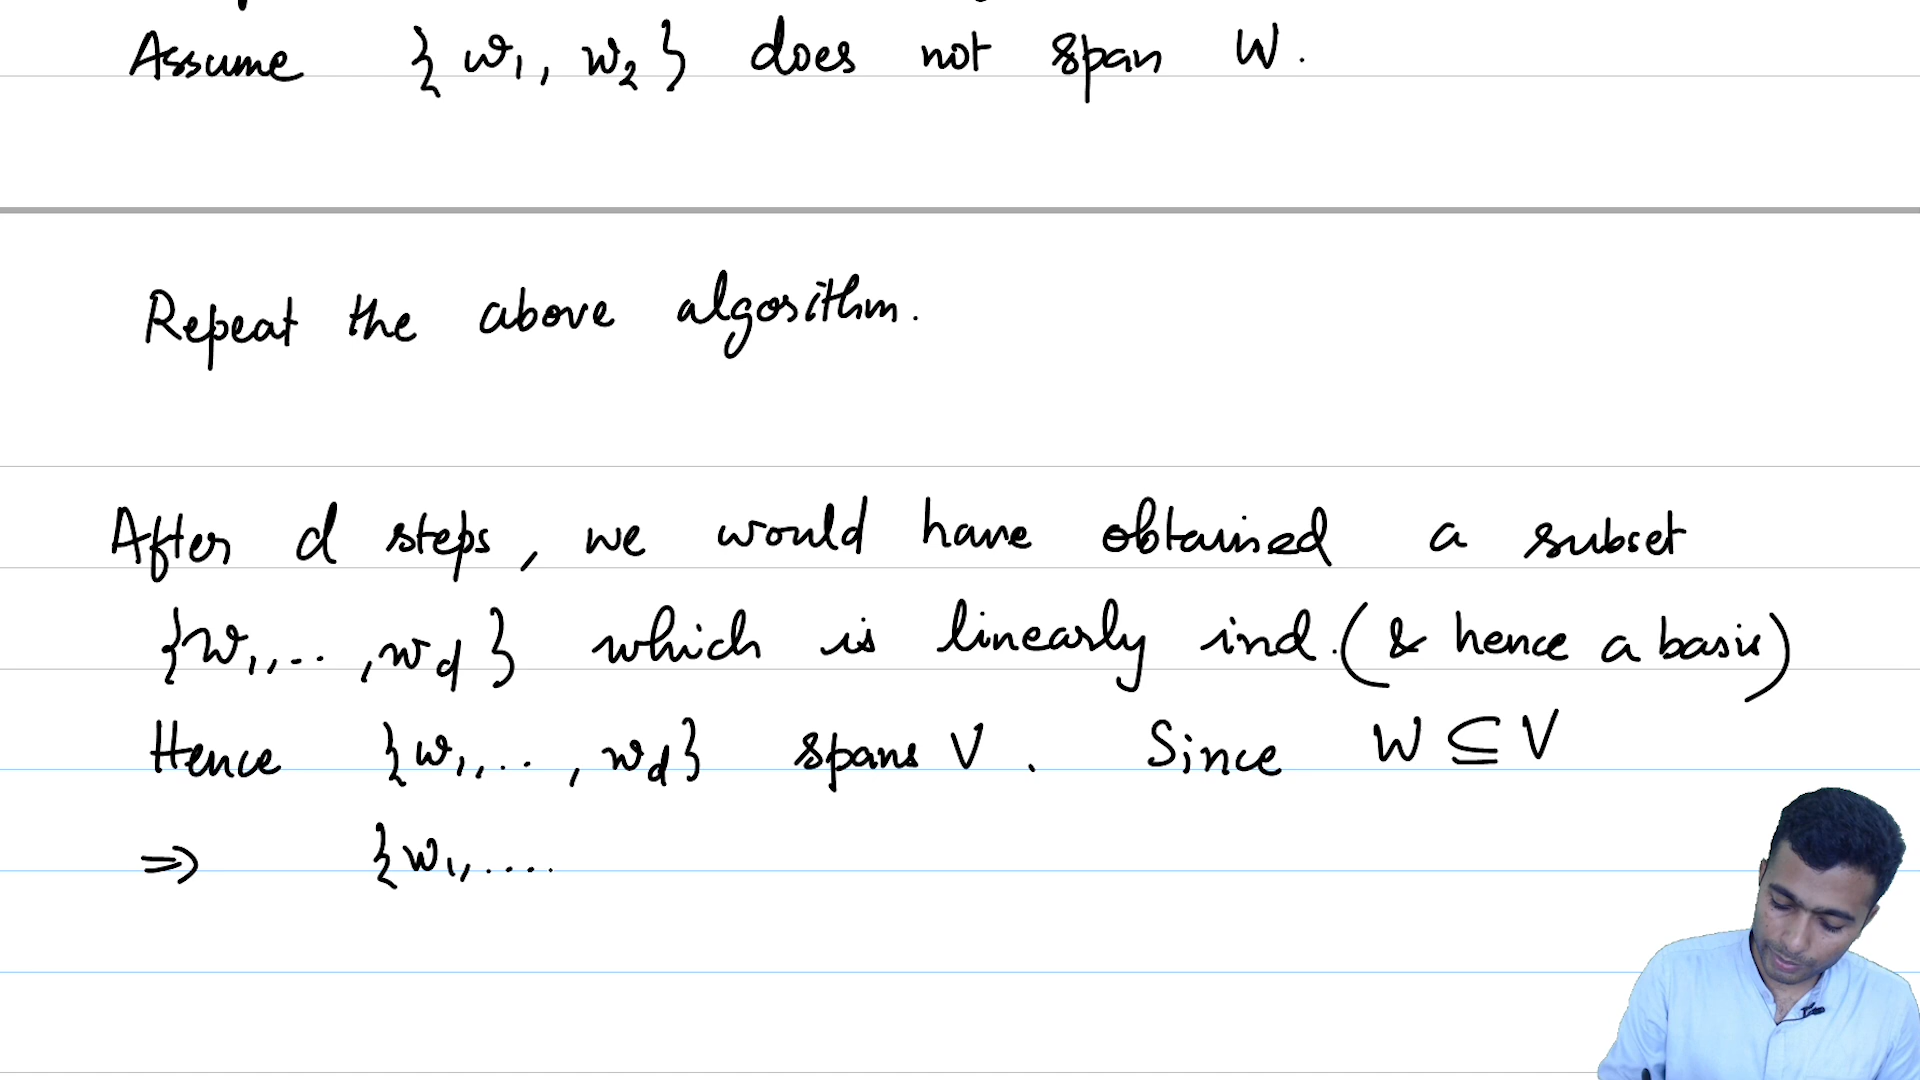 Assume {w₁, w₂} does not span W.
Repeat the above algorithm.
After d steps, we would have obtained a subset
{w₁,..., w_d} which is linearly ind. (& hence a basis)
Hence {w₁,..., w_d} spans V. Since W ⊆ V
⇒ {w₁,....